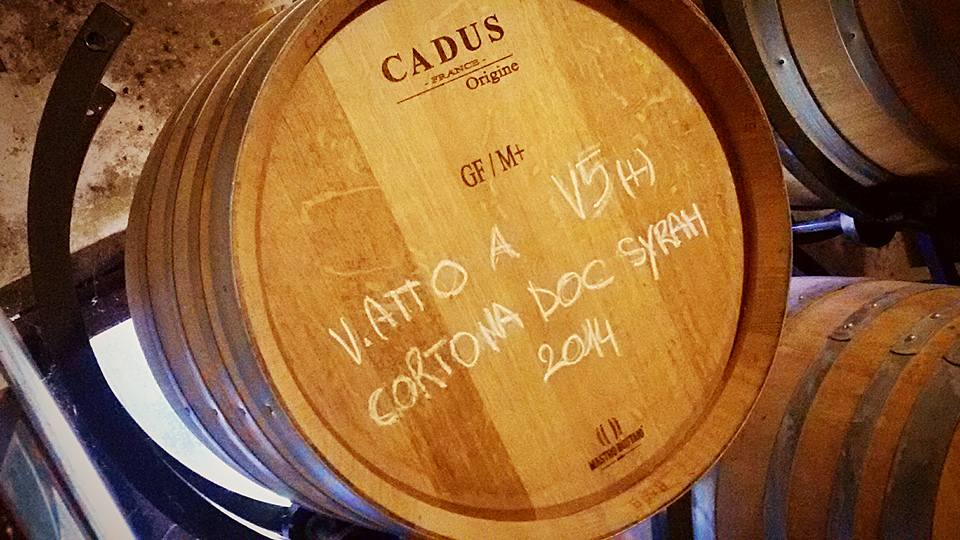 CADUS
- FRANCE -
Origine
GF / M+
V5 (H)
V. ATTO A
CORTONA DOC SYRAH
2014